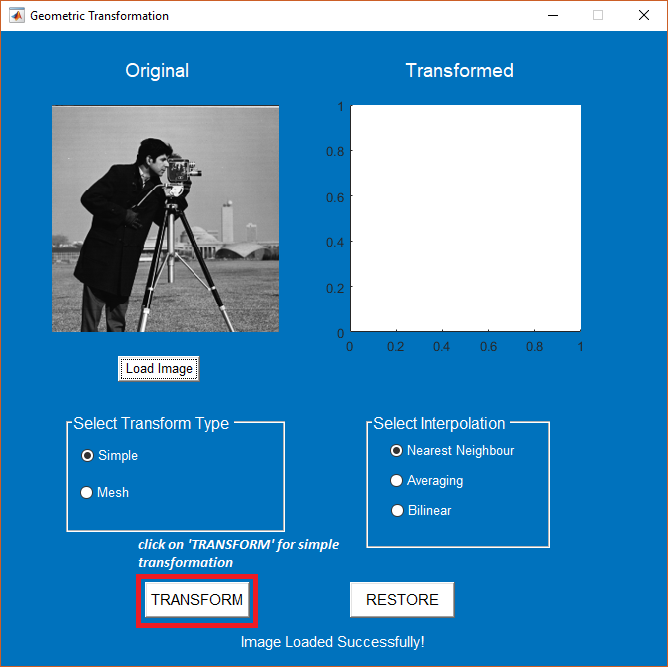 Geometric Transformation
Original
Transformed
1
0.8
0.6
0.4
0.2
0
0 0.2 0.4 0.6 0.8 1
Load Image
Select Transform Type
Simple
Mesh
Select Interpolation
Nearest Neighbour
Averaging
Bilinear
click on 'TRANSFORM' for simple
transformation
TRANSFORM
RESTORE
Image Loaded Successfully!